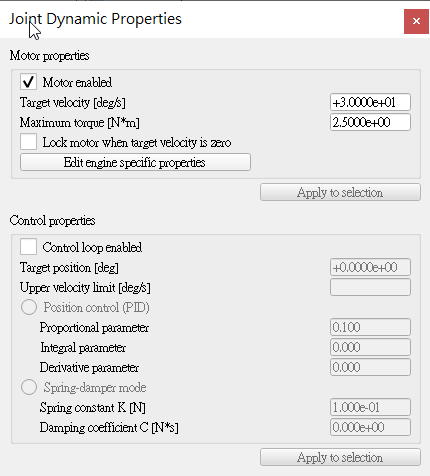 Joint Dynamic Properties
Motor properties
Motor enabled
Target velocity [deg/s] +3.0000e+01
Maximum torque [N*m] 2.5000e+00
Lock motor when target velocity is zero
Edit engine specific properties
Apply to selection
Control properties
Control loop enabled
Target position [deg] +0.0000e+00
Upper velocity limit [deg/s]
Position control (PID)
Proportional parameter 0.100
Integral parameter 0.000
Derivative parameter 0.000
Spring-damper mode
Spring constant K [N] 1.000e-01
Damping coefficient C [N*s] 0.000e+00
Apply to selection